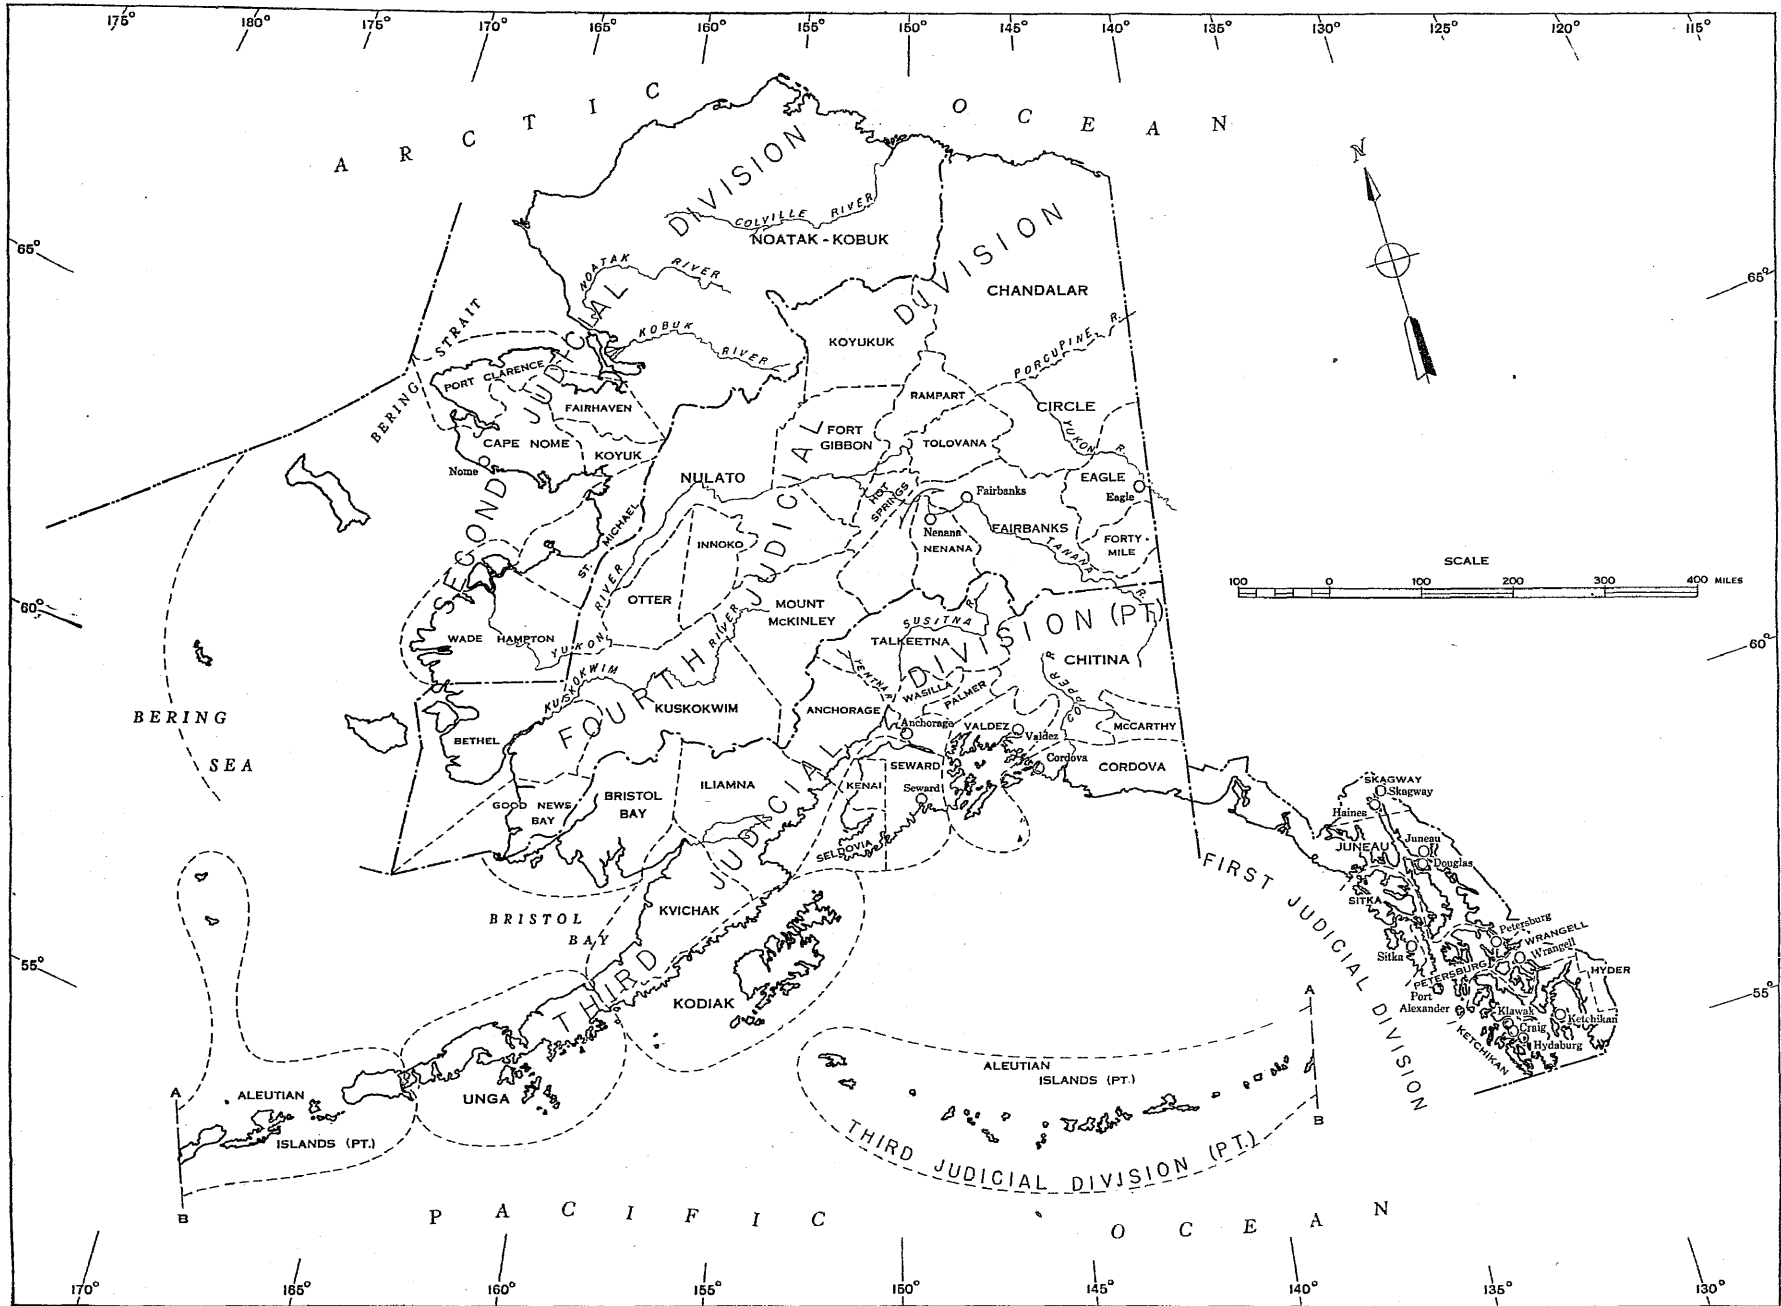 175° 180° 175° 170° 165° 160° 155° 150° 145° 140° 135° 130° 125° 120° 115°
ARCTIC OCEAN
N
65°
65°
SECOND JUDICIAL DIVISION
COLVILLE RIVER
NOATAK - KOBUK
NOATAK RIVER
KOBUK RIVER
CHANDALAR
FOURTH JUDICIAL DIVISION
PORCUPINE R.
KOYUKUK
BERING STRAIT
PORT CLARENCE
FAIRHAVEN
CAPE NOME
Nome
KOYUK
RAMPART
CIRCLE
FORT
GIBBON
TOLOVANA
YUKON R.
NULATO
EAGLE
Eagle
HOT
SPRINGS
Fairbanks
FAIRBANKS
Nenana
NENANA
TANANA R.
FORTY
MILE
ST. MICHAEL
INNOKO
OTTER
YUKON RIVER
MOUNT
McKINLEY
WADE HAMPTON
KUSKOKWIM RIVER
KUSKOKWIM
SCALE
100 0 100 200 300 400 MILES
60°
60°
THIRD JUDICIAL DIVISION (PT.)
SUSITNA R.
TALKEETNA
CHITINA
YENTNA R.
WASILLA
PALMER
COPPER R.
ANCHORAGE
Anchorage
VALDEZ
Valdez
McCARTHY
BERING
SEA
BETHEL
Cordova
CORDOVA
SEWARD
Seward
KENAI
SELDOVIA
GOOD NEWS
BAY
BRISTOL
BAY
ILIAMNA
SKAGWAY
Skagway
Haines
JUNEAU
Juneau
Douglas
SITKA
Sitka
FIRST JUDICIAL DIVISION
Petersburg
WRANGELL
Wrangell
PETERSBURG
HYDER
Port
Alexander
Klawak
Craig
Ketchikan
Hydaburg
KETCHIKAN
BRISTOL
BAY
KVICHAK
KODIAK
55°
55°
A
A
ALEUTIAN
ISLANDS (PT.)
UNGA
ALEUTIAN
ISLANDS (PT.)
B
B
THIRD JUDICIAL DIVISION (PT.)
PACIFIC OCEAN
170° 165° 160° 155° 150° 145° 140° 135° 130°